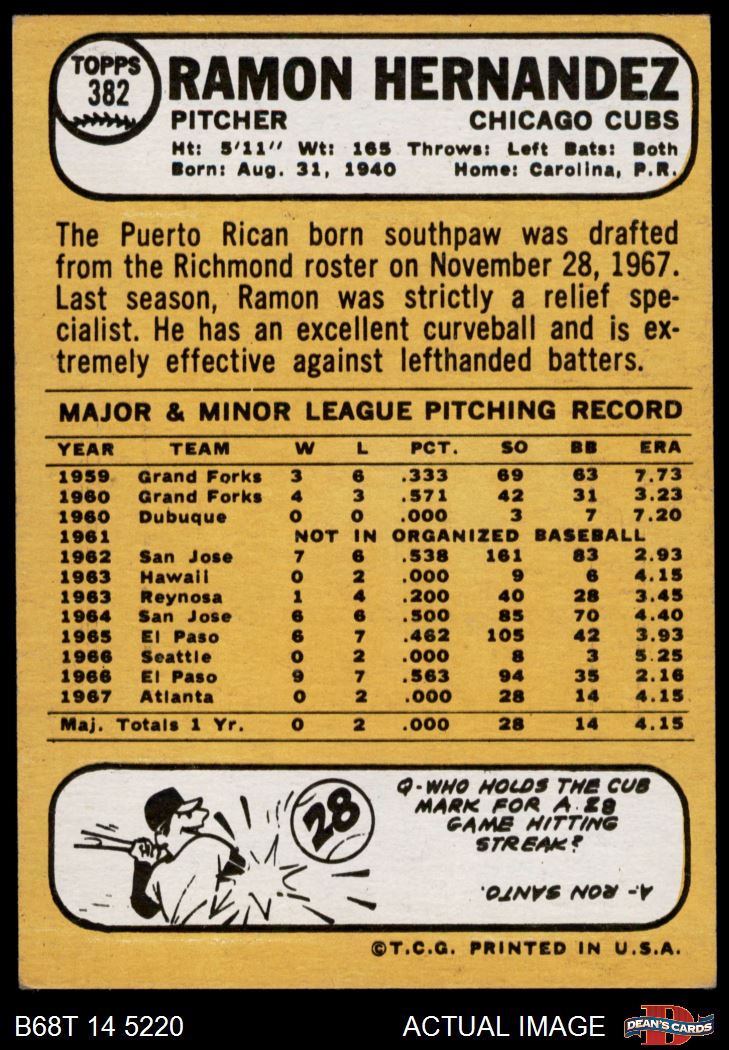 TOPPS
382
RAMON HERNANDEZ
PITCHER CHICAGO CUBS
Ht: 5'11" Wt: 165 Throws: Left Bats: Both
Born: Aug. 31, 1940 Home: Carolina, P.R.
The Puerto Rican born southpaw was drafted
from the Richmond roster on November 28, 1967.
Last season, Ramon was strictly a relief spe-
cialist. He has an excellent curveball and is ex-
tremely effective against lefthanded batters.
MAJOR & MINOR LEAGUE PITCHING RECORD
YEAR TEAM W L PCT. SO BB ERA
1959 Grand Forks 3 6 .333 69 63 7.73
1960 Grand Forks 4 3 .571 42 31 3.23
1960 Dubuque 0 0 .000 3 7 7.20
1961 NOT IN ORGANIZED BASEBALL
1962 San Jose 7 6 .538 161 83 2.93
1963 Hawaii 0 2 .000 9 6 4.15
1963 Reynosa 1 4 .200 40 28 3.45
1964 San Jose 6 6 .500 85 70 4.40
1965 El Paso 6 7 .462 105 42 3.93
1966 Seattle 0 2 .000 8 3 5.25
1966 El Paso 9 7 .563 94 35 2.16
1967 Atlanta 0 2 .000 28 14 4.15
Maj. Totals 1 Yr. 0 2 .000 28 14 4.15
28
Q-WHO HOLDS THE CUB
MARK FOR A 28
GAME HITTING
STREAK?
A- RON SANTO.
©T.C.G. PRINTED IN U.S.A.
B68T 14 5220 ACTUAL IMAGE
DEAN'S CARDS